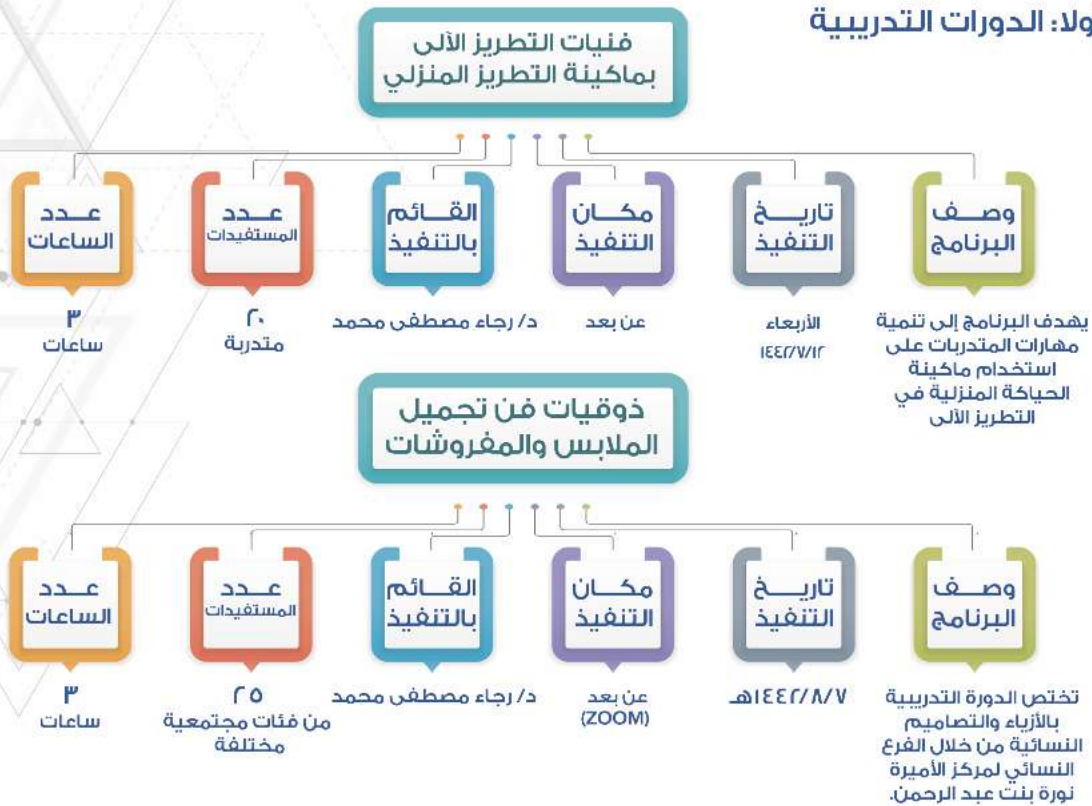 ولا: الدورات التدريبية
فنيات التطريز الآلى
بماكينة التطريز المنزلي
وصـــف
البرنامج
يهدف البرنامج إلى تنمية
مهارات المتدربات على
استخدام ماكينة
الحياكة المنزلية في
التطريز الآلى
تاريـــخ
التنفيذ
الأربعاء
١٤٤٢/٧/١٢
مكـــان
التنفيذ
عن بعد
القـــائم
بالتنفيذ
د/ رجاء مصطفى محمد
عـــدد
المستفيدات
٢٠
متدربة
عـــدد
الساعات
٣
ساعات
ذوقيات فن تجميل
الملابس والمفروشات
وصـــف
البرنامج
تختص الدورة التدريبية
بالأزياء والتصاميم
النسائية من خلال الفرع
النسائي لمركز الأميرة
نورة بنت عبد الرحمن.
تاريـــخ
التنفيذ
١٤٤٢/٨/٧هـ
مكـــان
التنفيذ
عن بعد
(ZOOM)
القـــائم
بالتنفيذ
د/ رجاء مصطفى محمد
عـــدد
المستفيدات
٢٥
من فئات مجتمعية
مختلفة
عـــدد
الساعات
٣
ساعات